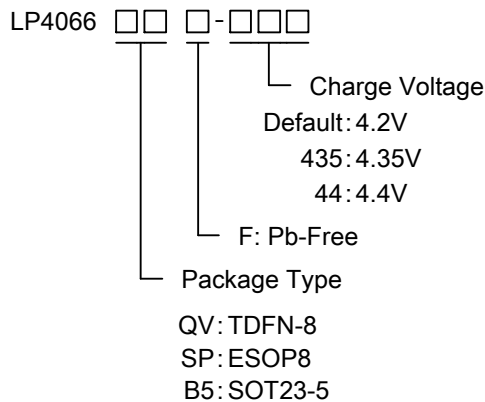 LP4066 □□ □-□□□
Charge Voltage
Default: 4.2V
435: 4.35V
44: 4.4V
F: Pb-Free
Package Type
QV: TDFN-8
SP: ESOP8
B5: SOT23-5